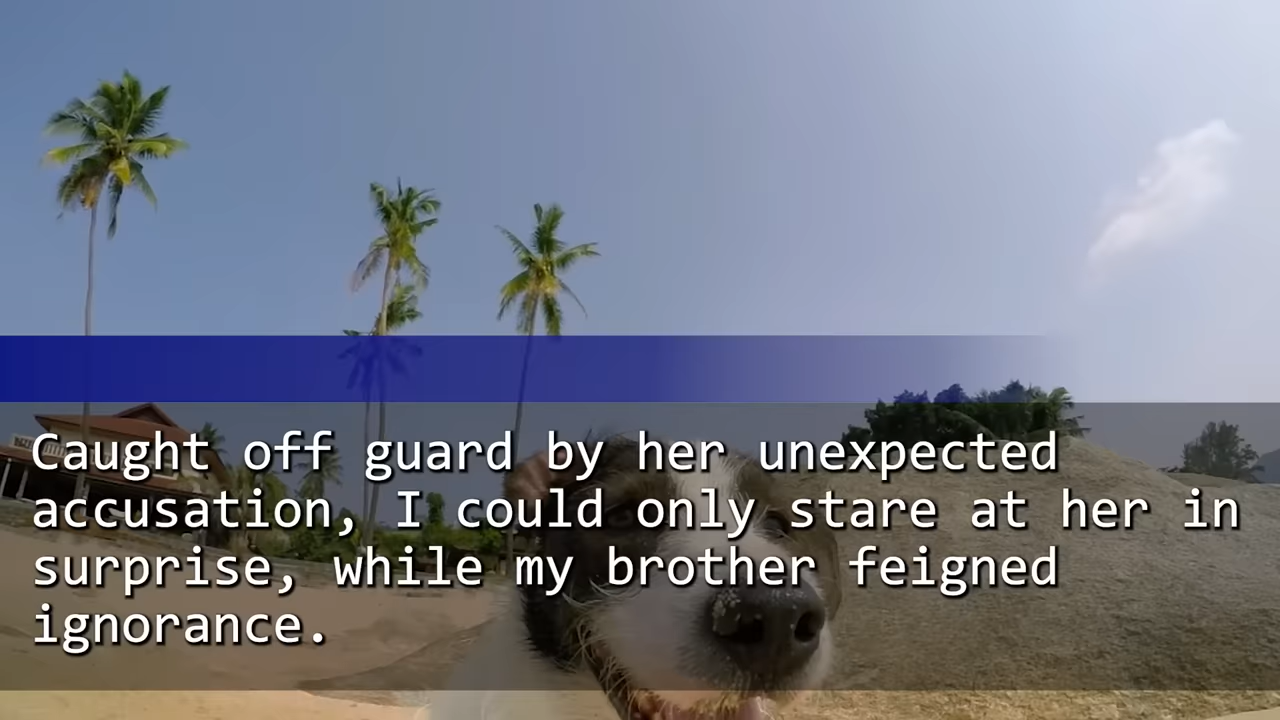 Caught off guard by her unexpected
accusation, I could only stare at her in
surprise, while my brother feigned
ignorance.